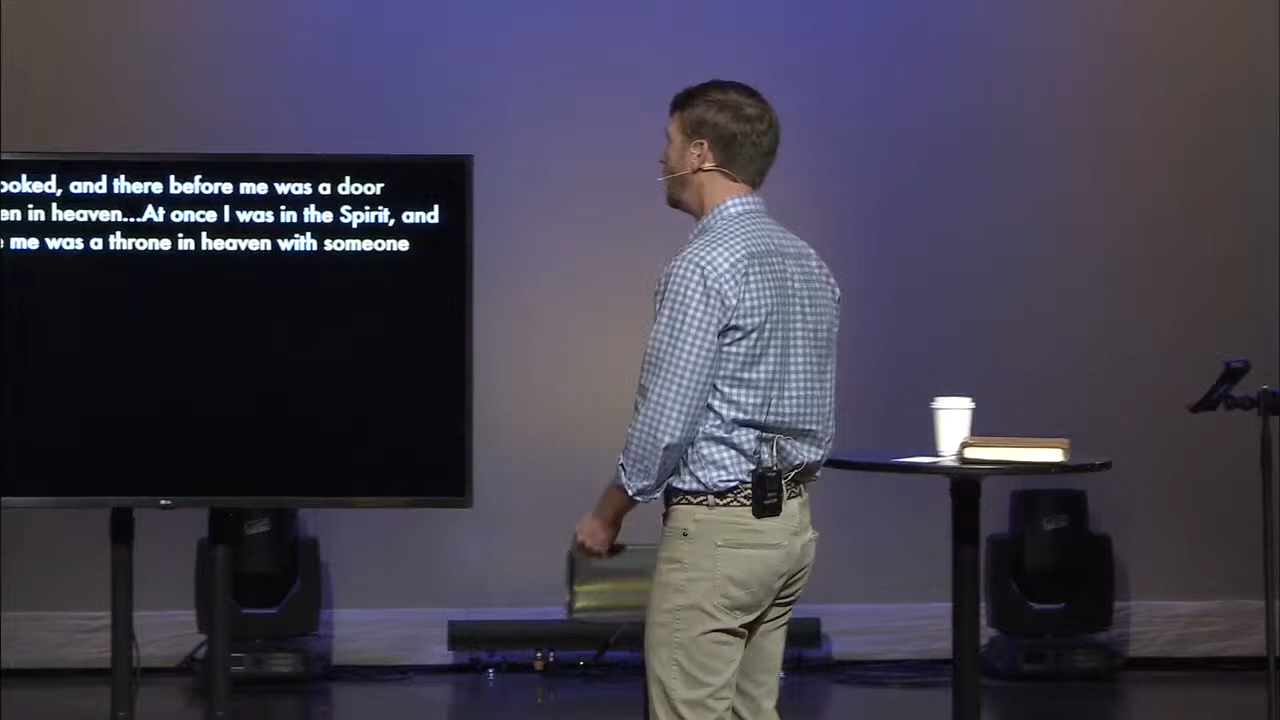 ooked, and there before me was a door
en in heaven...At once I was in the Spirit, and
me was a throne in heaven with someone